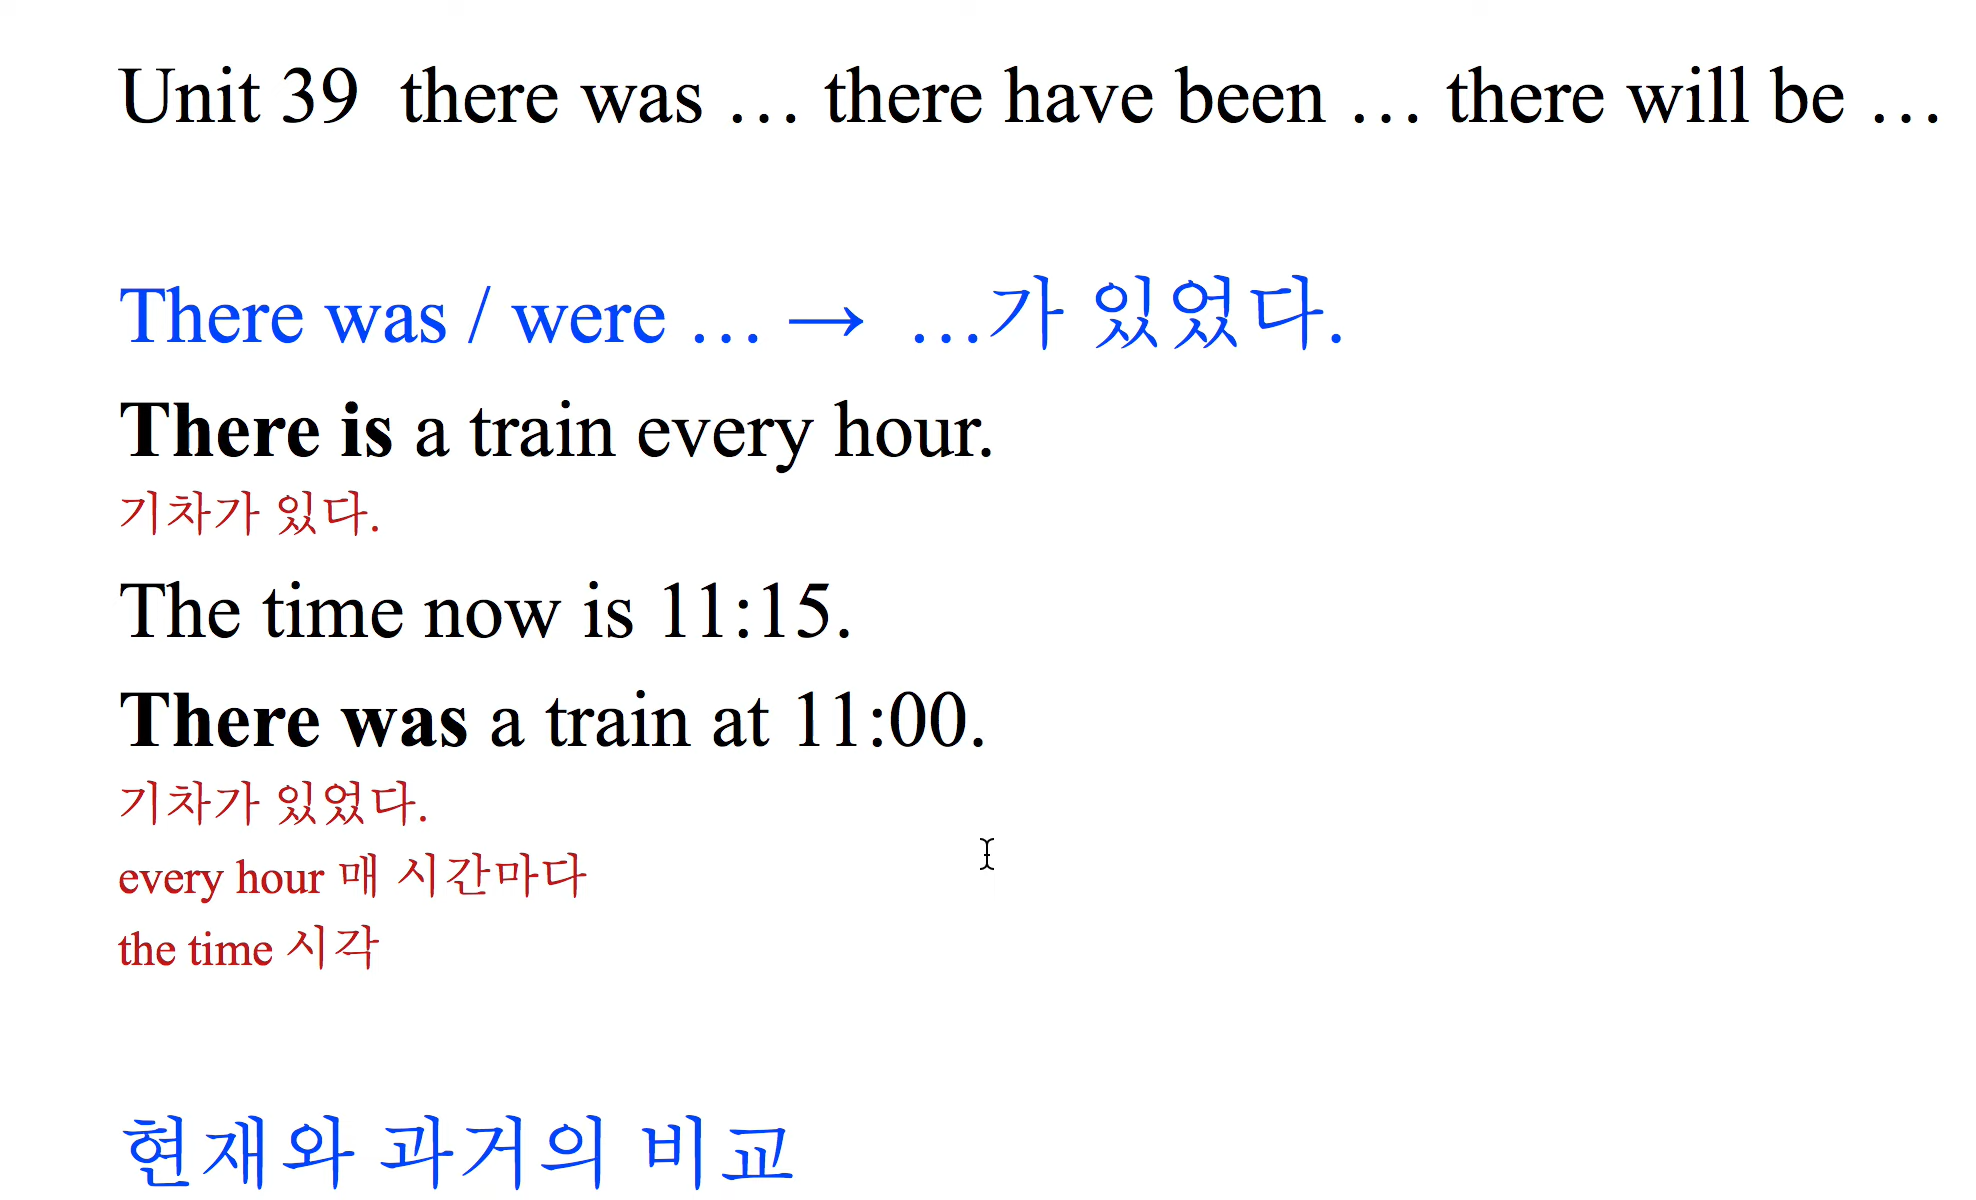 Unit 39  there was … there have been … there will be …
There was / were … → …가 있었다.
There is a train every hour.
기차가 있다.
The time now is 11:15.
There was a train at 11:00.
기차가 있었다.
every hour 매 시간마다
the time 시각
현재와 과거의 비교